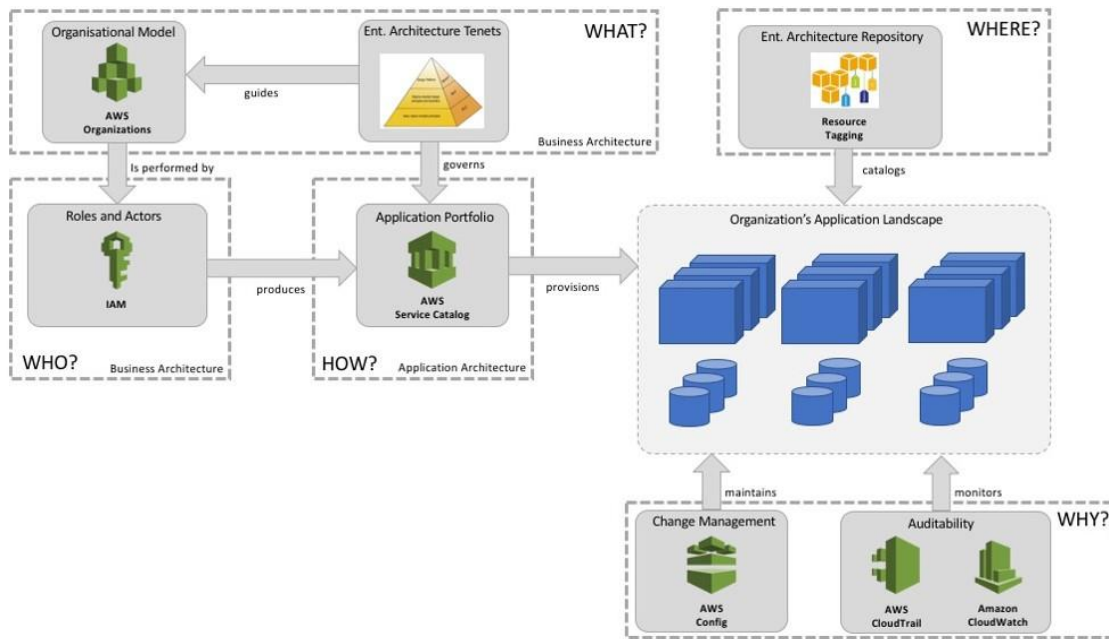 Organisational Model
AWS
Organizations
guides
Ent. Architecture Tenets
WHAT?
Business Architecture
Ent. Architecture Repository
Resource
Tagging
WHERE?
Is performed by
governs
catalogs
Roles and Actors
IAM
WHO?
Business Architecture
produces
Application Portfolio
AWS
Service Catalog
HOW?
Application Architecture
provisions
Organization's Application Landscape
maintains
monitors
Change Management
AWS
Config
Auditability
AWS
CloudTrail
Amazon
CloudWatch
WHY?